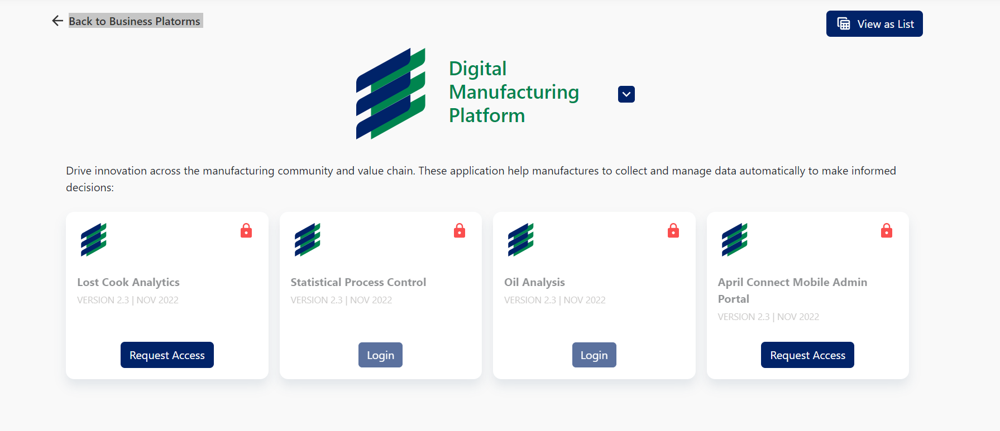 Back to Business Platorms
View as List
Digital
Manufacturing
Platform
Drive innovation across the manufacturing community and value chain. These application help manufactures to collect and manage data automatically to make informed
decisions:
Lost Cook Analytics
VERSION 2.3 | NOV 2022
Request Access
Statistical Process Control
VERSION 2.3 | NOV 2022
Login
Oil Analysis
VERSION 2.3 | NOV 2022
Login
April Connect Mobile Admin
Portal
VERSION 2.3 | NOV 2022
Request Access